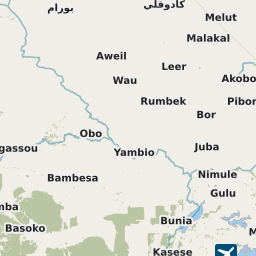 كادوقلي
بورام
Melut
Malakal
Aweil
Leer
Wau
Akobo
Rumbek
Pibor
Bor
Obo
gassou
Yambio
Juba
Bambesa
Nimule
Gulu
mba
Bunia
Basoko
M
Kasese